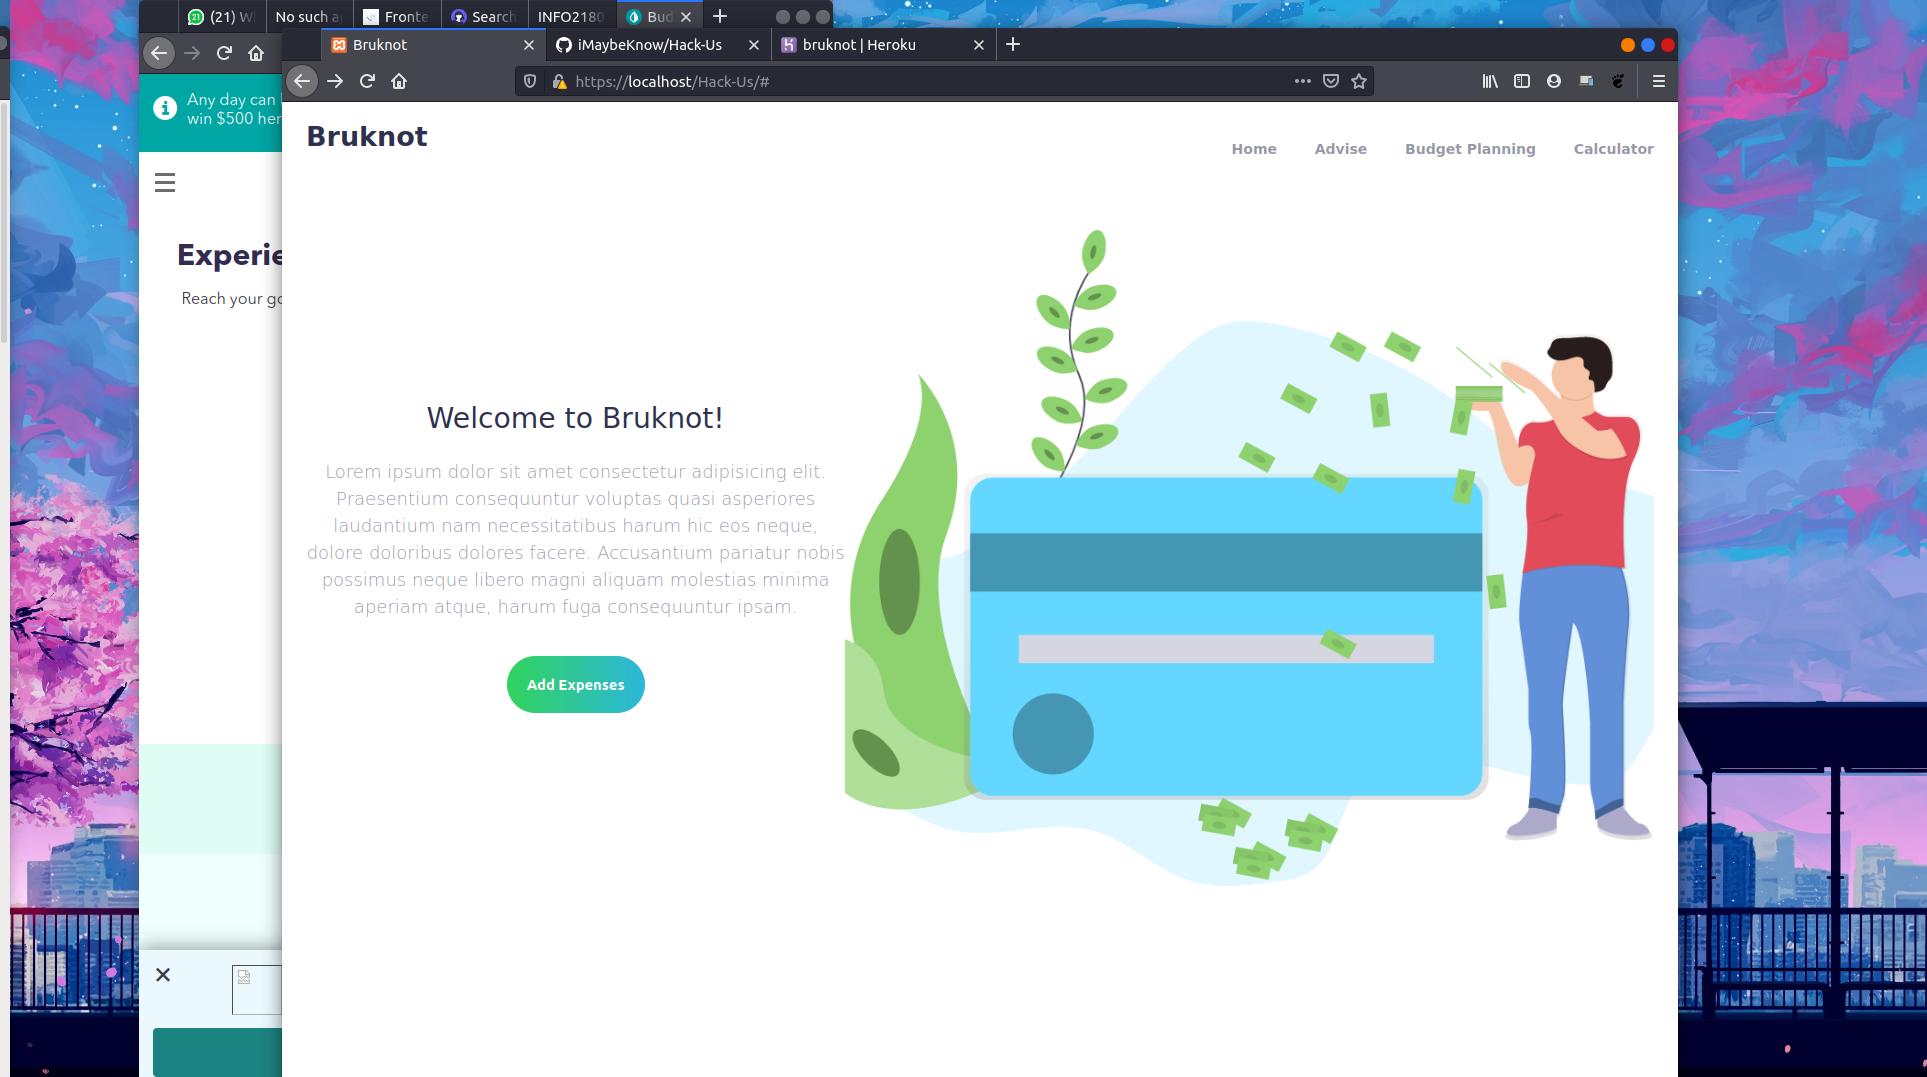 (21) W
No such a
Fronte
Search
INFO2180
Bud
Any day can
win $500 her
Experie
Reach your go
Bruknot
iMaybeKnow/Hack-Us
bruknot | Heroku
https://localhost/Hack-Us/#
Bruknot
Home
Advise
Budget Planning
Calculator
Welcome to Bruknot!
Lorem ipsum dolor sit amet consectetur adipisicing elit.
Praesentium consequuntur voluptas quasi asperiores
laudantium nam necessitatibus harum hic eos neque,
dolore doloribus dolores facere. Accusantium pariatur nobis
possimus neque libero magni aliquam molestias minima
aperiam atque, harum fuga consequuntur ipsam.
Add Expenses